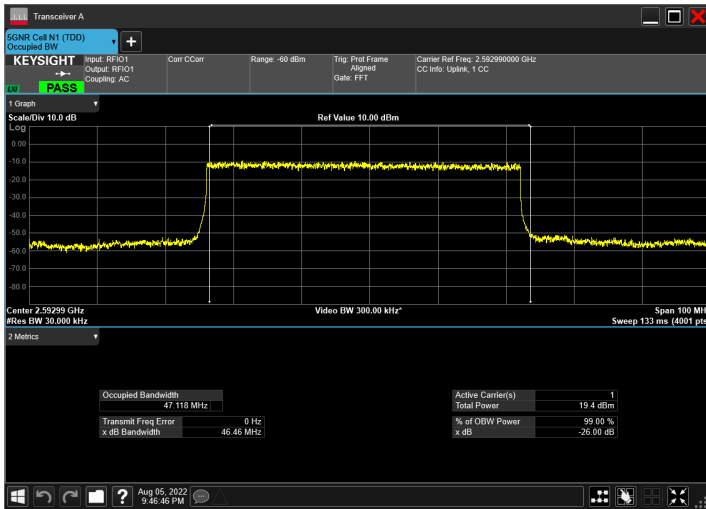 Transceiver A
5GNR Cell N1 (TDD)
Occupied BW
KEYSIGHT
LXI
PASS
Input: RFIO1
Output: RFIO1
Coupling: AC
Corr CCorr
Range: -60 dBm
Trig: Prot Frame
Aligned
Gate: FFT
Carrier Ref Freq: 2.592990000 GHz
CC Info: Uplink, 1 CC
1 Graph
Scale/Div 10.0 dB
Ref Value 10.00 dBm
Log
0.00
-10.0
-20.0
-30.0
-40.0
-50.0
-60.0
-70.0
-80.0
Center 2.59299 GHz
#Res BW 30.000 kHz
Video BW 300.00 kHz*
Span 100 MH
Sweep 133 ms (4001 pts
2 Metrics
Occupied Bandwidth
47.118 MHz
Transmit Freq Error 0 Hz
x dB Bandwidth 46.46 MHz
Active Carrier(s) 1
Total Power 19.4 dBm
% of OBW Power 99.00 %
x dB -26.00 dB
?
Aug 05, 2022
9:46:46 PM